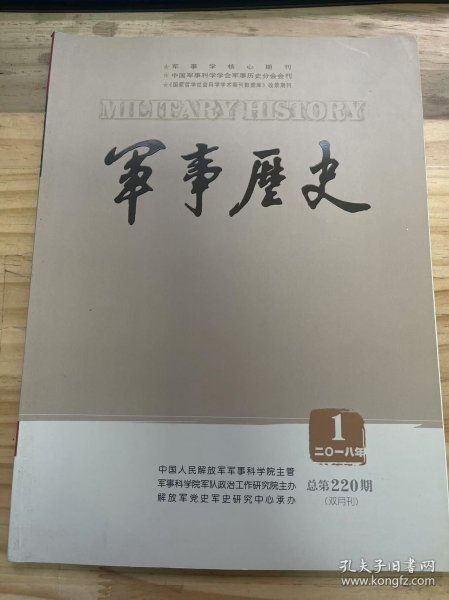 ★军事学核心期刊
★中国军事科学学会军事历史分会会刊
★《国家哲学社会科学学术期刊数据库》收录期刊
MILITARY HISTORY
軍事歷史
1
二〇一八年
中国人民解放军军事科学院主管
军事科学院军队政治工作研究院主办
解放军党史军史研究中心承办
总第220期
(双月刊)
孔夫子旧书网
www.kongfz.com